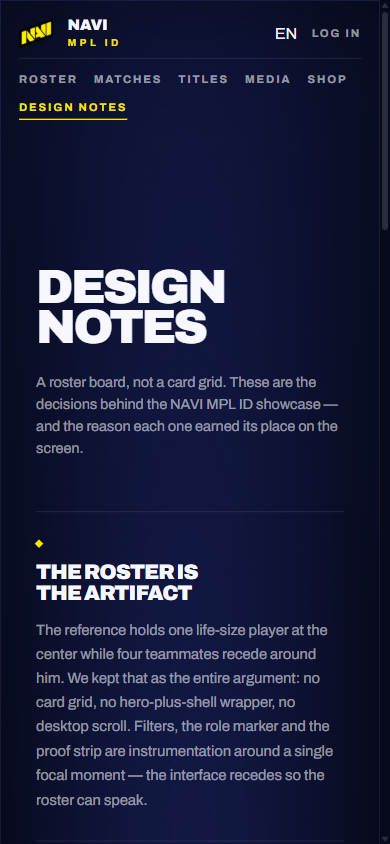 NAVI
MPL ID
EN
LOG IN
ROSTER
MATCHES
TITLES
MEDIA
SHOP
DESIGN NOTES
DESIGN
NOTES
A roster board, not a card grid. These are the
decisions behind the NAVI MPL ID showcase —
and the reason each one earned its place on the
screen.
THE ROSTER IS
THE ARTIFACT
The reference holds one life-size player at the
center while four teammates recede around
him. We kept that as the entire argument: no
card grid, no hero-plus-shell wrapper, no
desktop scroll. Filters, the role marker and the
proof strip are instrumentation around a single
focal moment — the interface recedes so the
roster can speak.